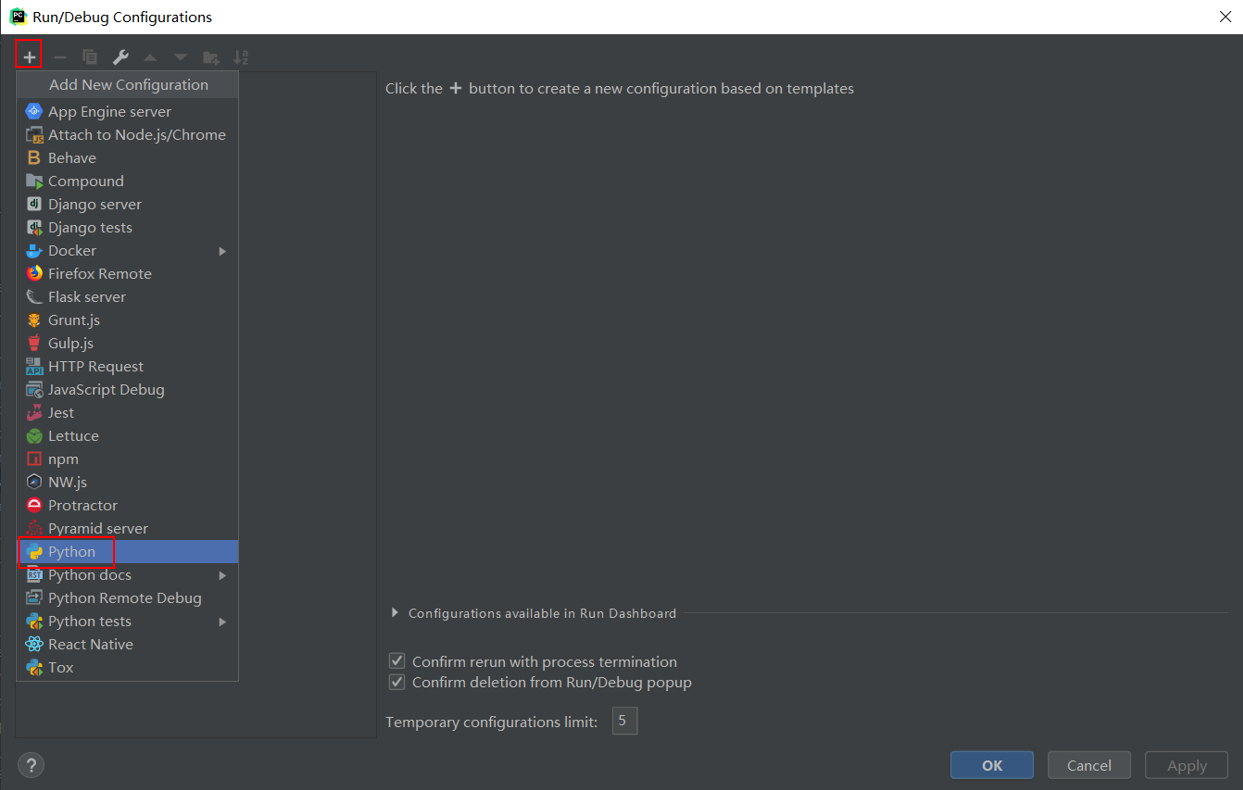 Run/Debug Configurations
Add New Configuration
App Engine server
Attach to Node.js/Chrome
Behave
Compound
Django server
Django tests
Docker
Firefox Remote
Flask server
Grunt.js
Gulp.js
HTTP Request
JavaScript Debug
Jest
Lettuce
npm
NW.js
Protractor
Pyramid server
Python
Python docs
Python Remote Debug
Python tests
React Native
Tox
Click the + button to create a new configuration based on templates
Configurations available in Run Dashboard
Confirm rerun with process termination
Confirm deletion from Run/Debug popup
Temporary configurations limit: 5
?
OK Cancel Apply